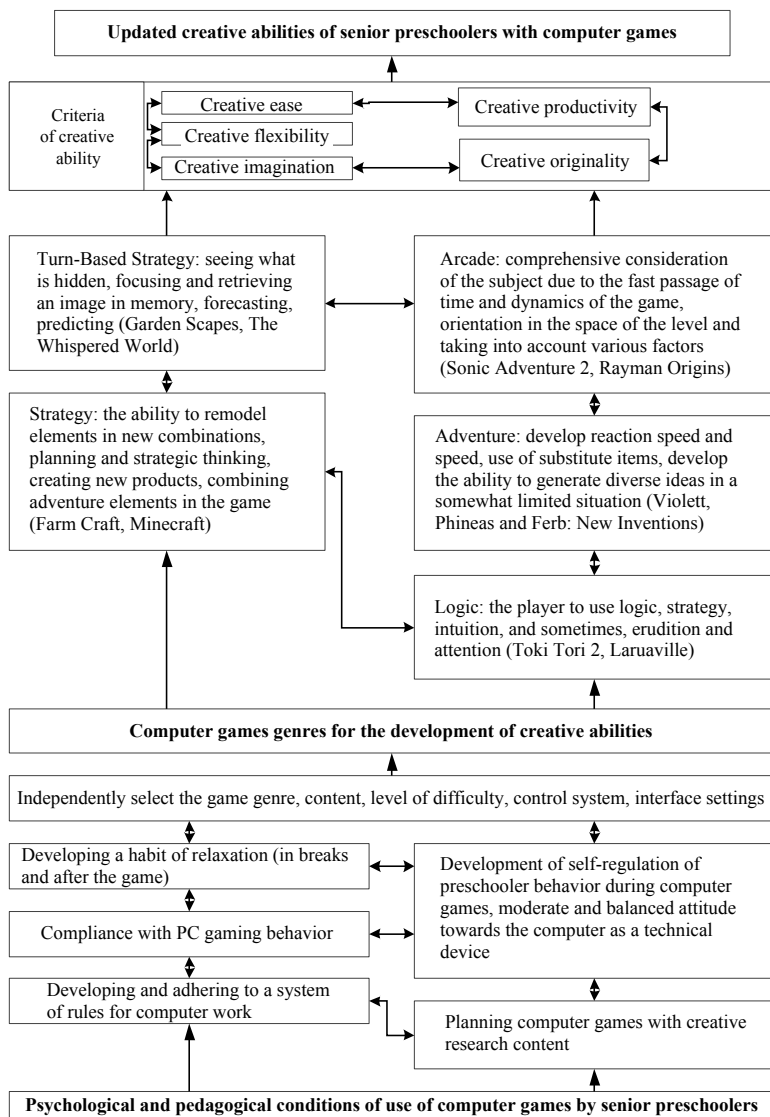 Updated creative abilities of senior preschoolers with computer games
Criteria
of creative
ability
Creative ease
Creative flexibility
Creative imagination
Creative productivity
Creative originality
Turn-Based Strategy: seeing what
is hidden, focusing and retrieving
an image in memory, forecasting,
predicting (Garden Scapes, The
Whispered World)
Arcade: comprehensive consideration
of the subject due to the fast passage of
time and dynamics of the game,
orientation in the space of the level and
taking into account various factors
(Sonic Adventure 2, Rayman Origins)
Strategy: the ability to remodel
elements in new combinations,
planning and strategic thinking,
creating new products, combining
adventure elements in the game
(Farm Craft, Minecraft)
Adventure: develop reaction speed and
speed, use of substitute items, develop
the ability to generate diverse ideas in a
somewhat limited situation (Violett,
Phineas and Ferb: New Inventions)
Logic: the player to use logic, strategy,
intuition, and sometimes, erudition and
attention (Toki Tori 2, Laruaville)
Computer games genres for the development of creative abilities
Independently select the game genre, content, level of difficulty, control system, interface settings
Developing a habit of relaxation (in breaks
and after the game)
Compliance with PC gaming behavior
Developing and adhering to a system
of rules for computer work
Development of self-regulation of
preschooler behavior during computer
games, moderate and balanced attitude
towards the computer as a technical
device
Planning computer games with creative
research content
Psychological and pedagogical conditions of use of computer games by senior preschoolers